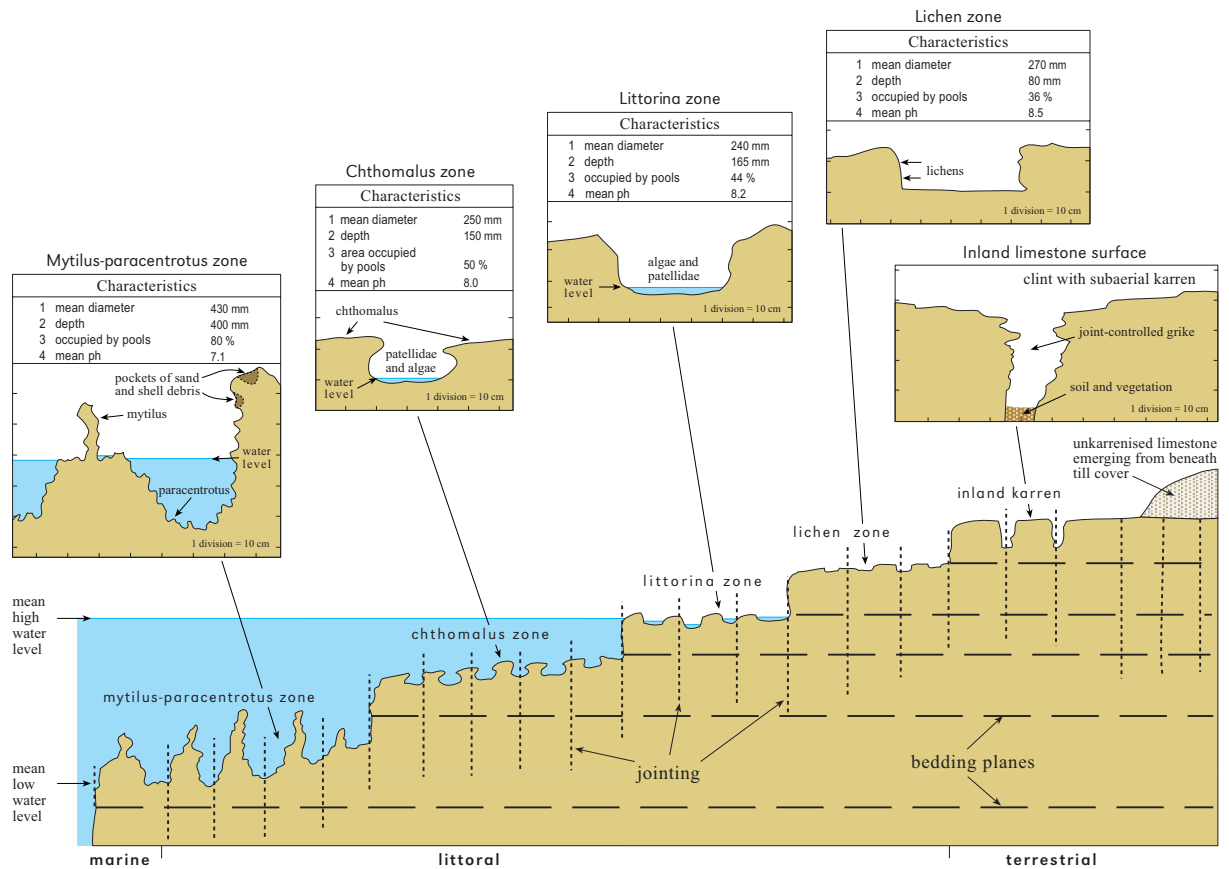 Lichen zone
Characteristics
1 mean diameter 270 mm
2 depth 80 mm
3 occupied by pools 36 %
4 mean ph 8.5
lichens
1 division = 10 cm
Littorina zone
Characteristics
1 mean diameter 240 mm
2 depth 165 mm
3 occupied by pools 44 %
4 mean ph 8.2
algae and
patellidae
water
level
1 division = 10 cm
Chthomalus zone
Characteristics
1 mean diameter 250 mm
2 depth 150 mm
3 area occupied
by pools 50 %
4 mean ph 8.0
chthomalus
patellidae
and algae
water
level
1 division = 10 cm
Mytilus-paracentrotus zone
Characteristics
1 mean diameter 430 mm
2 depth 400 mm
3 occupied by pools 80 %
4 mean ph 7.1
pockets of sand
and shell debris
mytilus
water
level
paracentrotus
1 division = 10 cm
Inland limestone surface
clint with subaerial karren
joint-controlled grike
soil and vegetation
1 division = 10 cm
unkarrenised limestone
emerging from beneath
till cover
inland karren
lichen zone
littorina zone
mean
high
water
level
chthomalus zone
mytilus-paracentrotus zone
mean
low
water
level
jointing
bedding planes
marine
littoral
terrestrial